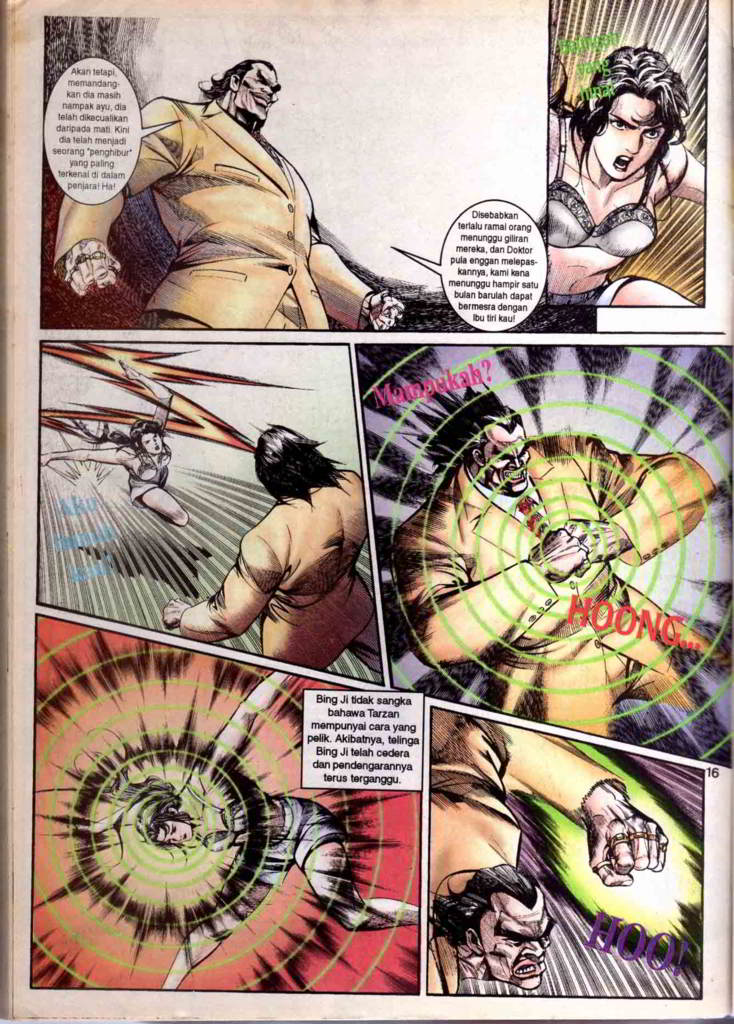 Akan tetapi,
memandang-
kan dia masih
nampak ayu, dia
telah dikecualikan
daripada mati. Kini
dia telah menjadi
seorang "penghibur"
yang paling
terkenal di dalam
penjara! Ha!
Disebabkan
terlalu ramai orang
menunggu giliran
mereka, dan Doktor
pula enggan melepas-
kannya, kami kena
menunggu hampir satu
bulan barulah dapat
bermesra dengan
Ibu tiri kau!
yang
hina!
Aku
Mampukah?
HOONG...
Bing Ji tidak sangka
bahawa Tarzan
mempunyai cara yang
pelik. Akibatnya, telinga
Bing Ji telah cedera
dan pendengarannya
terus terganggu.
16
HOO!